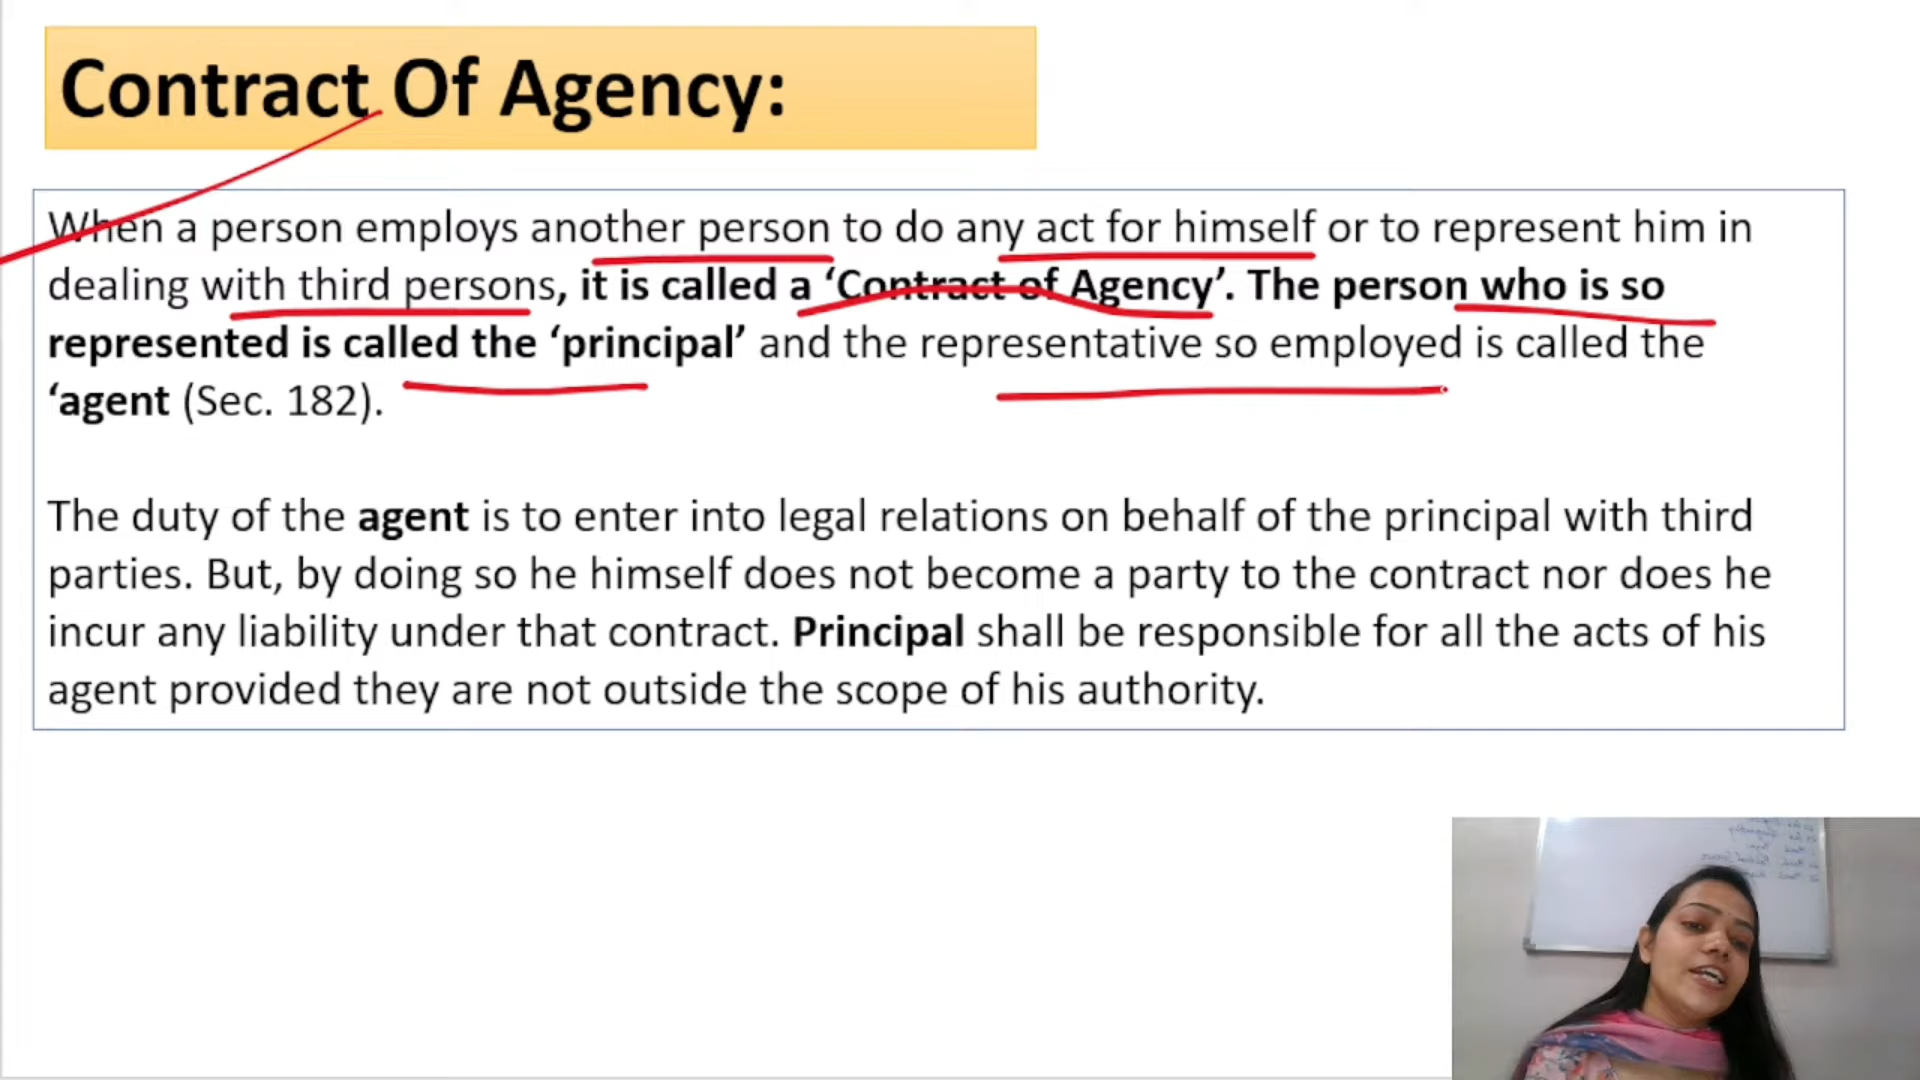 Contract Of Agency:
When a person employs another person to do any act for himself or to represent him in
dealing with third persons, it is called a ‘Contract of Agency’. The person who is so
represented is called the ‘principal’ and the representative so employed is called the
‘agent (Sec. 182).
The duty of the agent is to enter into legal relations on behalf of the principal with third
parties. But, by doing so he himself does not become a party to the contract nor does he
incur any liability under that contract. Principal shall be responsible for all the acts of his
agent provided they are not outside the scope of his authority.